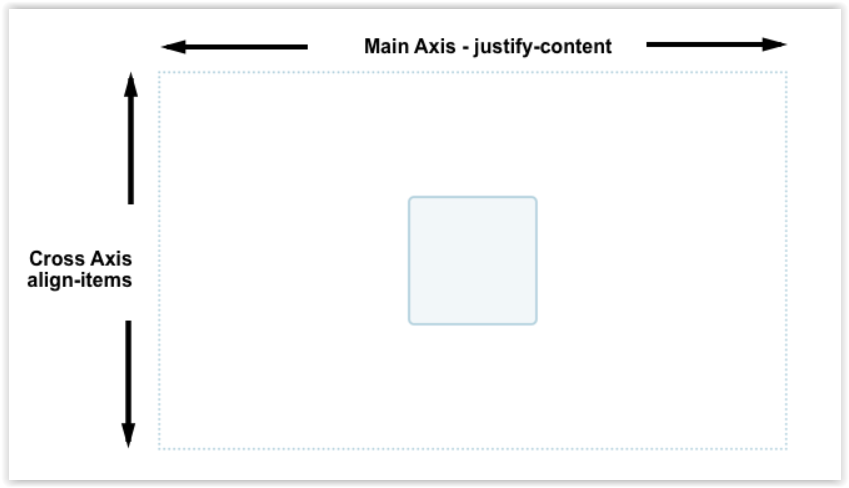 Main Axis - justify-content
Cross Axis
align-items